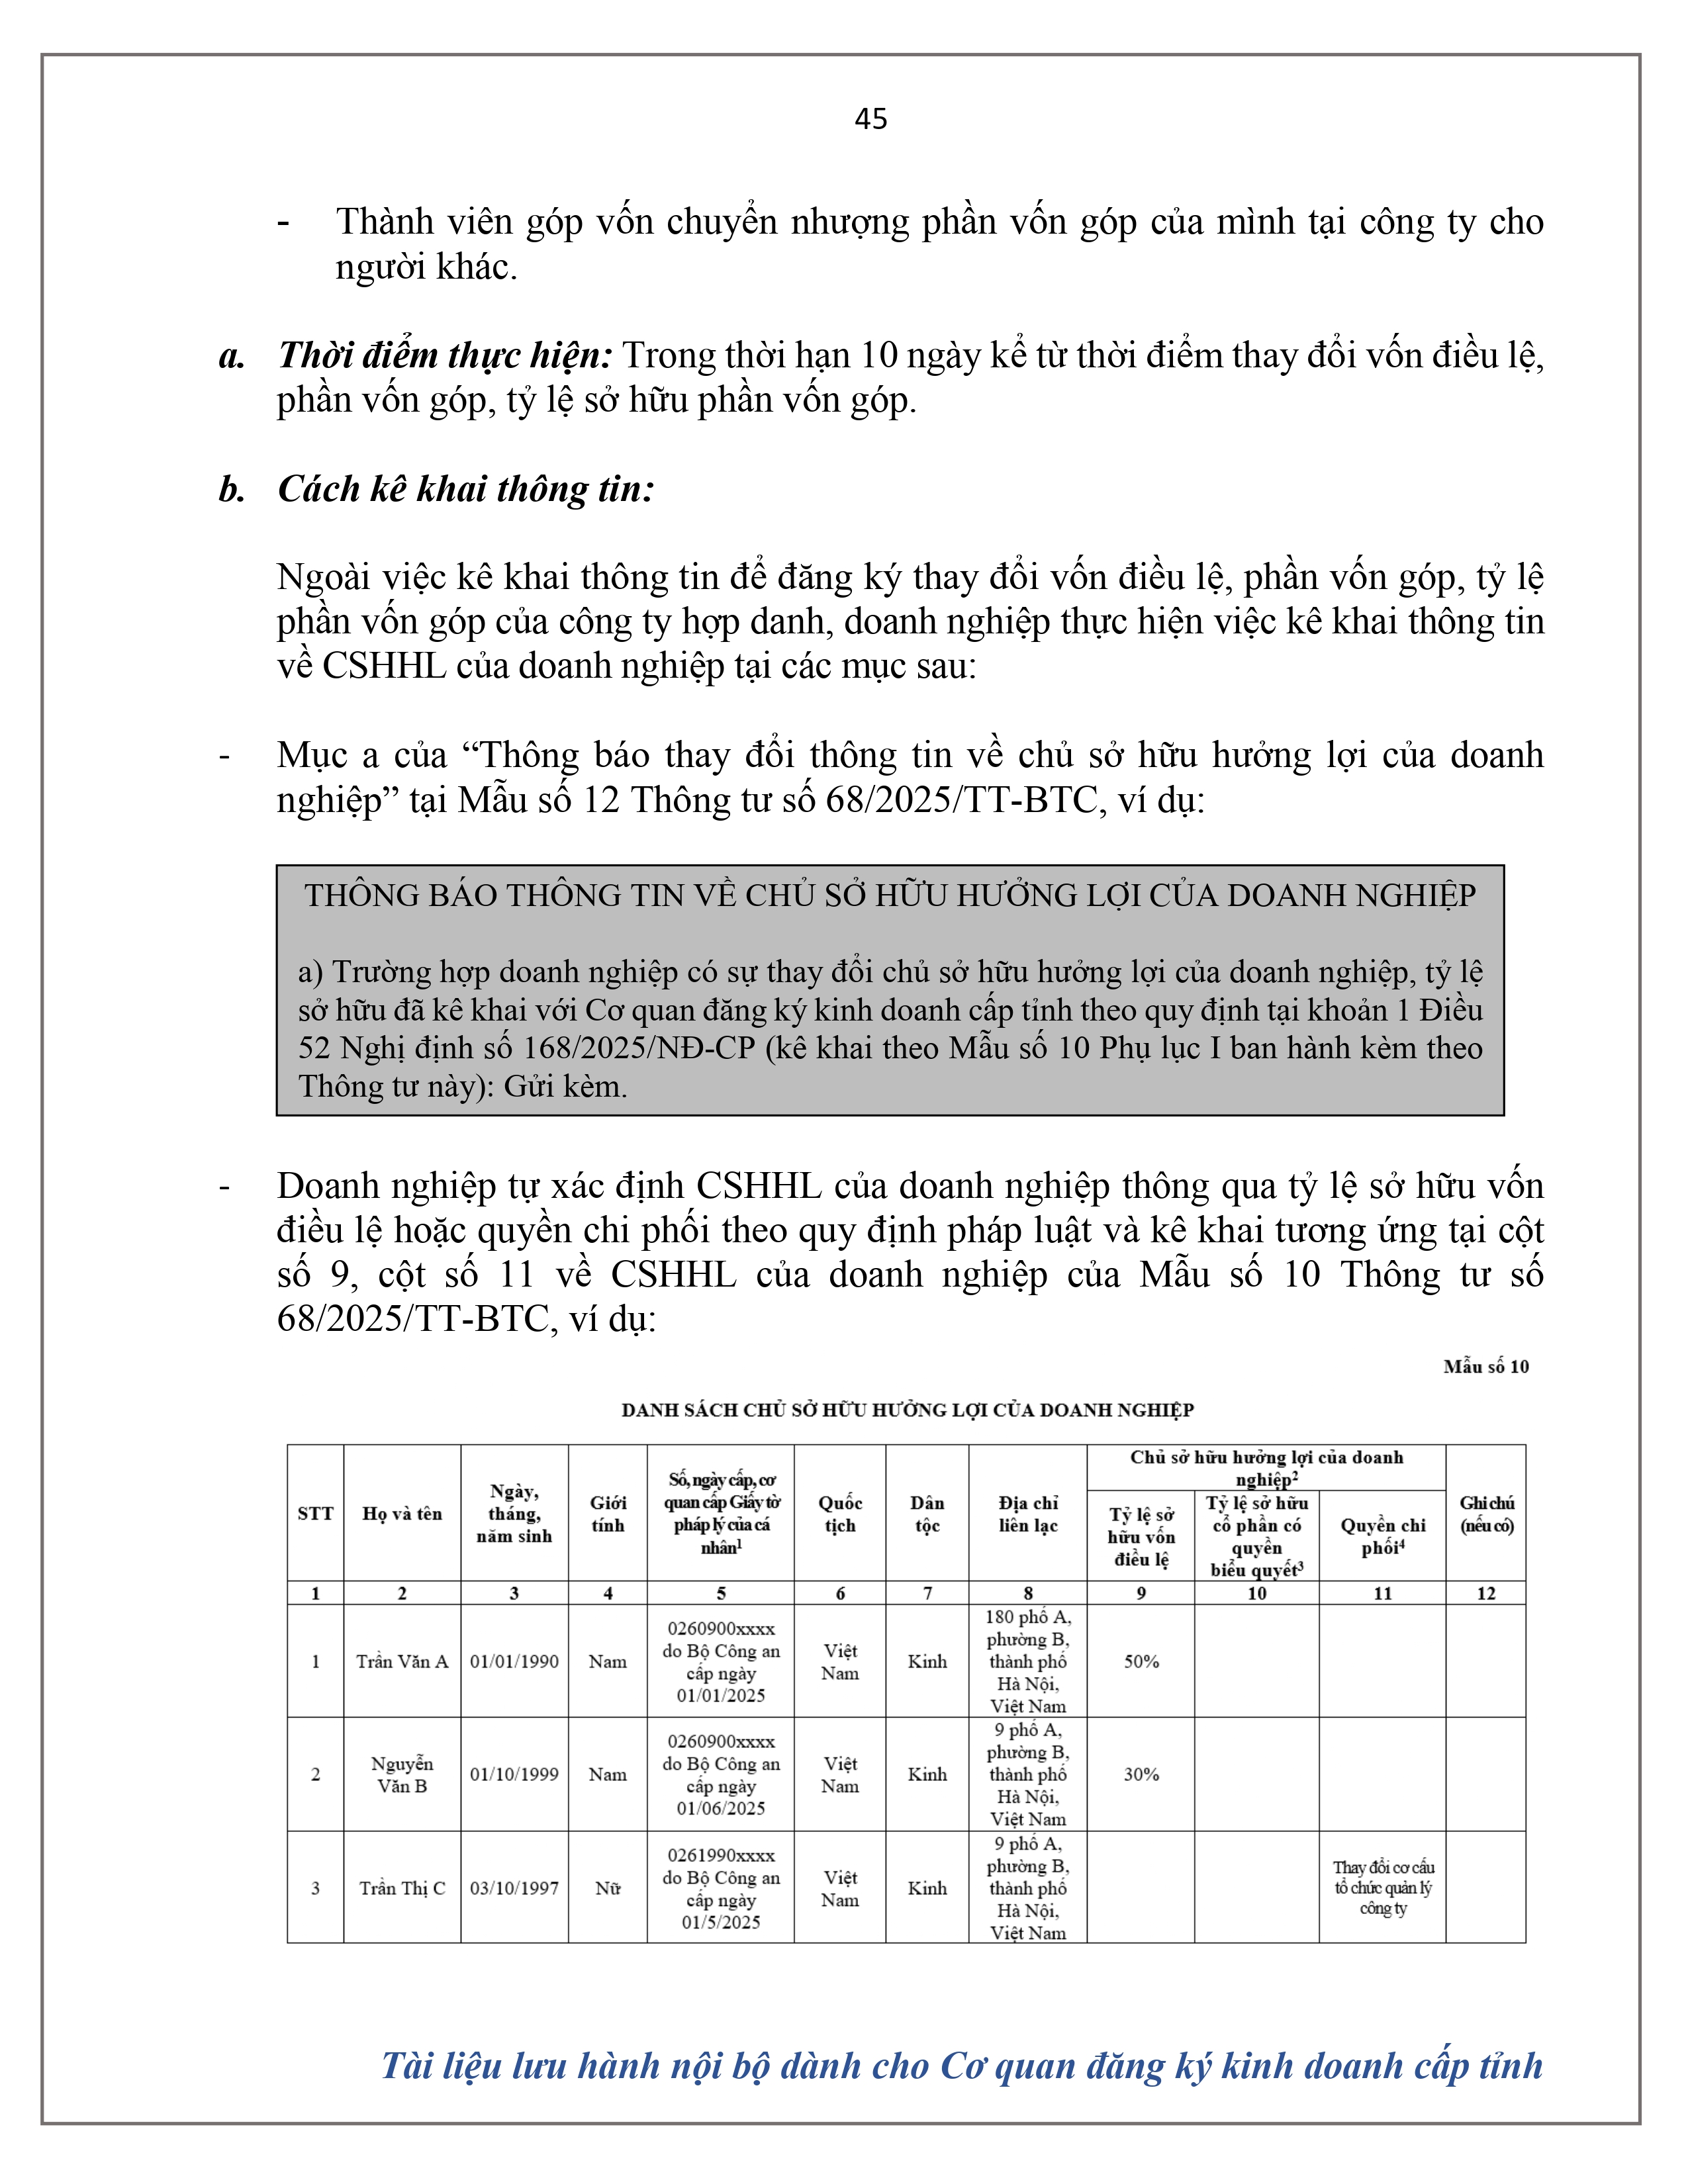 45
- Thành viên góp vốn chuyển nhượng phần vốn góp của mình tại công ty cho
người khác.
a. Thời điểm thực hiện: Trong thời hạn 10 ngày kể từ thời điểm thay đổi vốn điều lệ,
phần vốn góp, tỷ lệ sở hữu phần vốn góp.
b. Cách kê khai thông tin:
Ngoài việc kê khai thông tin để đăng ký thay đổi vốn điều lệ, phần vốn góp, tỷ lệ
phần vốn góp của công ty hợp danh, doanh nghiệp thực hiện việc kê khai thông tin
về CSHHL của doanh nghiệp tại các mục sau:
- Mục a của “Thông báo thay đổi thông tin về chủ sở hữu hưởng lợi của doanh
nghiệp” tại Mẫu số 12 Thông tư số 68/2025/TT-BTC, ví dụ:
THÔNG BÁO THÔNG TIN VỀ CHỦ SỞ HỮU HƯỞNG LỢI CỦA DOANH NGHIỆP
a) Trường hợp doanh nghiệp có sự thay đổi chủ sở hữu hưởng lợi của doanh nghiệp, tỷ lệ
sở hữu đã kê khai với Cơ quan đăng ký kinh doanh cấp tỉnh theo quy định tại khoản 1 Điều
52 Nghị định số 168/2025/NĐ-CP (kê khai theo Mẫu số 10 Phụ lục I ban hành kèm theo
Thông tư này): Gửi kèm.
- Doanh nghiệp tự xác định CSHHL của doanh nghiệp thông qua tỷ lệ sở hữu vốn
điều lệ hoặc quyền chi phối theo quy định pháp luật và kê khai tương ứng tại cột
số 9, cột số 11 về CSHHL của doanh nghiệp của Mẫu số 10 Thông tư số
68/2025/TT-BTC, ví dụ:
Mẫu số 10
DANH SÁCH CHỦ SỞ HỮU HƯỞNG LỢI CỦA DOANH NGHIỆP
STT
Họ và tên
Ngày,
tháng,
năm sinh
Giới
tính
Số, ngày cấp, cơ
quan cấp Giấy tờ
pháp lý của cá
nhân¹
Quốc
tịch
Dân
tộc
Địa chỉ
liên lạc
Chủ sở hữu hưởng lợi của doanh
nghiệp²
Tỷ lệ sở
hữu vốn
điều lệ
Tỷ lệ sở hữu
cổ phần có
quyền
biểu quyết³
Quyền chi
phối⁴
Ghi chú
(nếu có)
1 2 3 4 5 6 7 8 9 10 11 12
1
Trần Văn A
01/01/1990
Nam
0260900xxxx
do Bộ Công an
cấp ngày
01/01/2025
Việt
Nam
Kinh
180 phố A,
phường B,
thành phố
Hà Nội,
Việt Nam
50%
2
Nguyễn
Văn B
01/10/1999
Nam
0260900xxxx
do Bộ Công an
cấp ngày
01/06/2025
Việt
Nam
Kinh
9 phố A,
phường B,
thành phố
Hà Nội,
Việt Nam
30%
3
Trần Thị C
03/10/1997
Nữ
0261990xxxx
do Bộ Công an
cấp ngày
01/5/2025
Việt
Nam
Kinh
9 phố A,
phường B,
thành phố
Hà Nội,
Việt Nam
Thay đổi cơ cấu
tổ chức quản lý
công ty
Tài liệu lưu hành nội bộ dành cho Cơ quan đăng ký kinh doanh cấp tỉnh